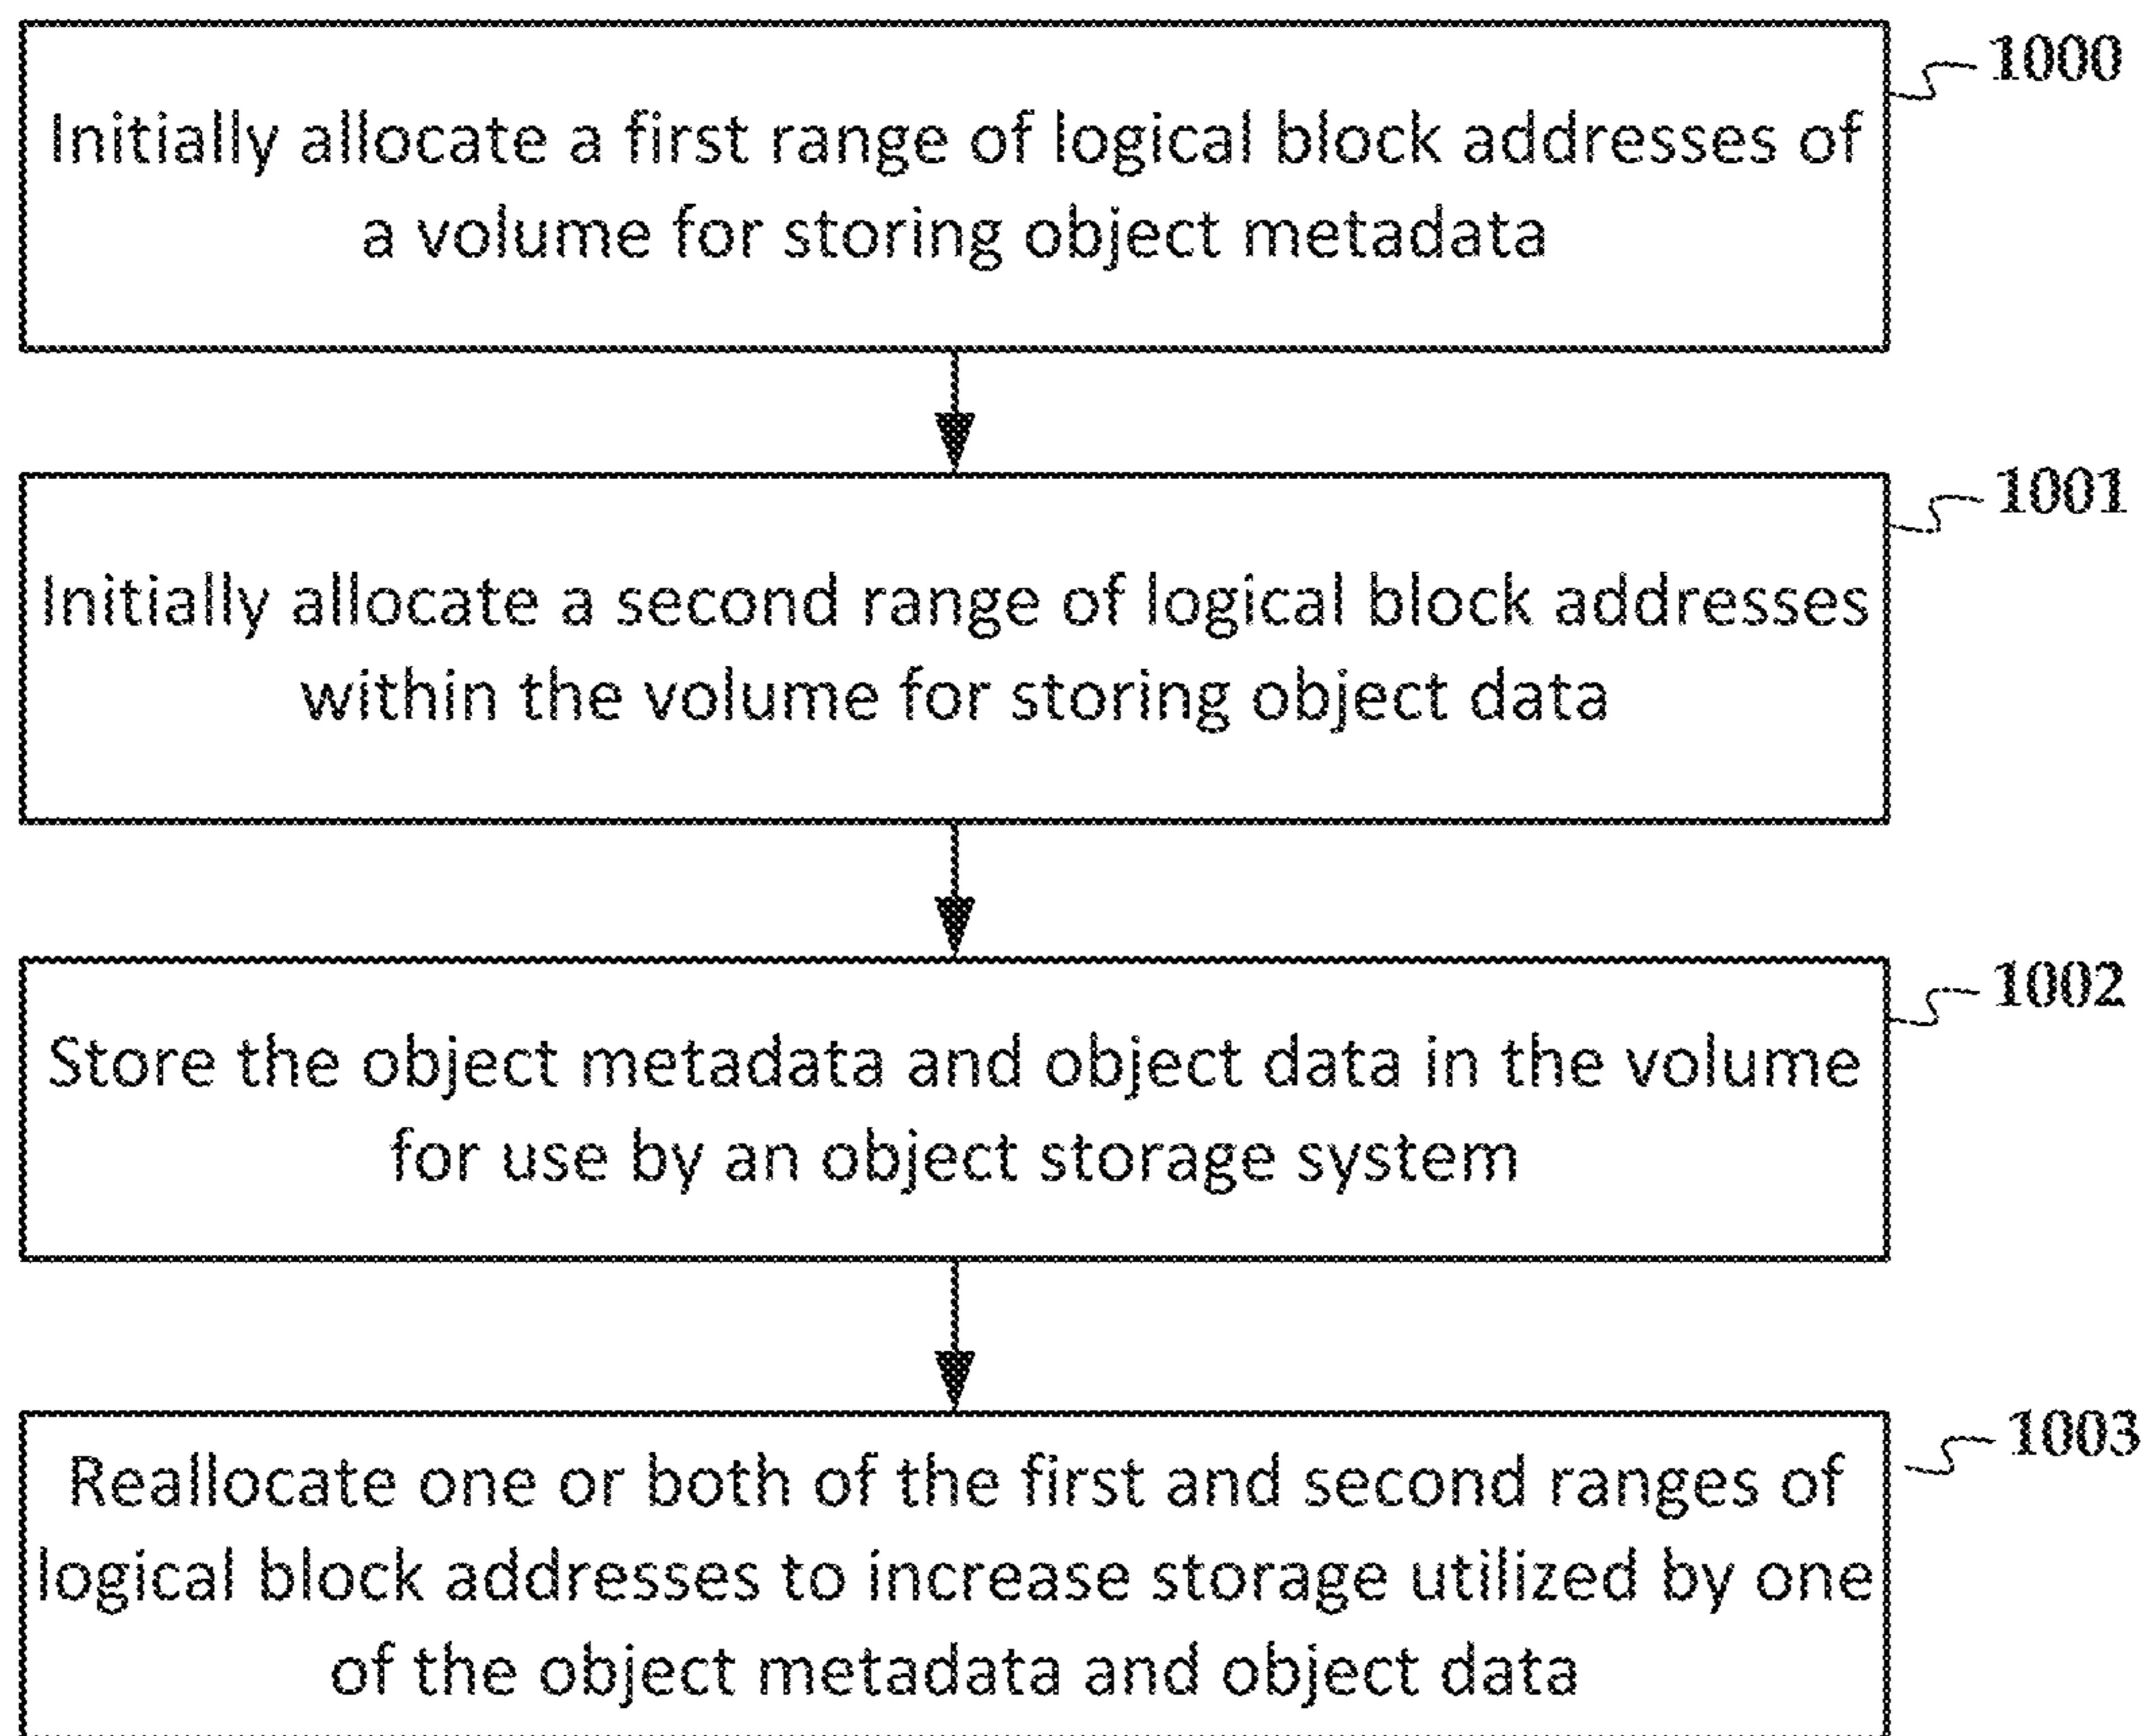 1000
Initially allocate a first range of logical block addresses of
a volume for storing object metadata
1001
Initially allocate a second range of logical block addresses
within the volume for storing object data
1002
Store the object metadata and object data in the volume
for use by an object storage system
1003
Reallocate one or both of the first and second ranges of
logical block addresses to increase storage utilized by one
of the object metadata and object data